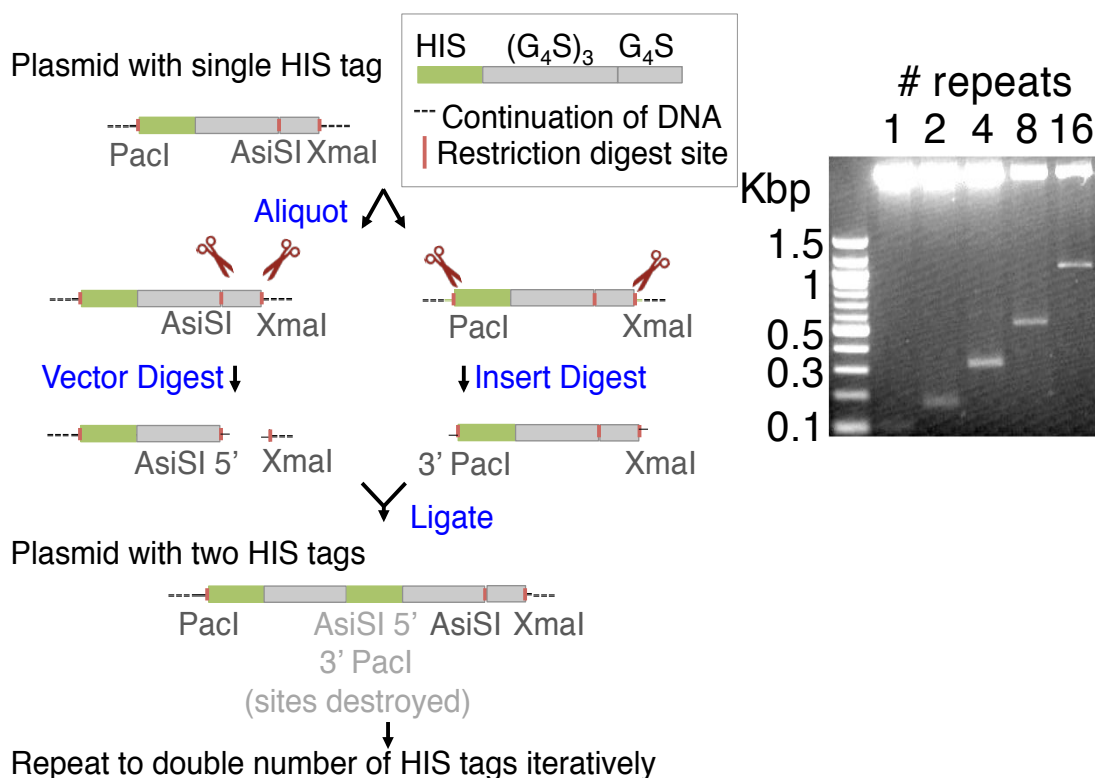 HIS (G₄S)₃ G₄S
Plasmid with single HIS tag
Continuation of DNA
Restriction digest site
PacI AsiSI XmaI
Aliquot
AsiSI XmaI
PacI XmaI
Vector Digest
Insert Digest
AsiSI 5' XmaI
3' PacI XmaI
Ligate
Plasmid with two HIS tags
PacI AsiSI 5' AsiSI XmaI
3' PacI
(sites destroyed)
Repeat to double number of HIS tags iteratively
# repeats
1 2 4 8 16
Kbp
1.5
1
0.5
0.3
0.1